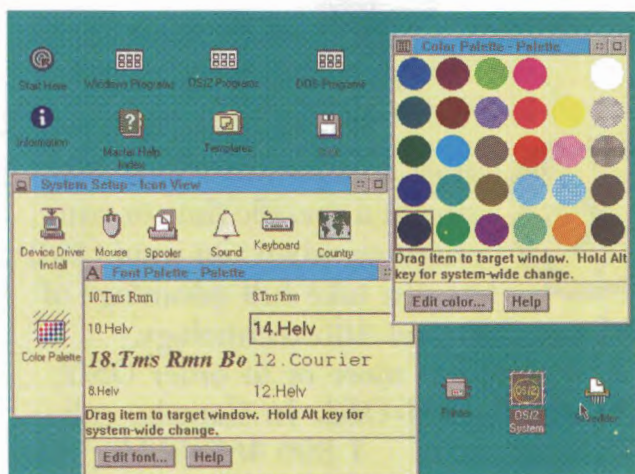 Color Palette - Palette
Start Here
Windows Programs
OS/2 Programs
DOS Programs
Information
Master Help
Index
Templates
System Setup - Icon View
Device Driver
Install
Mouse
Spooler
Sound
Keyboard
Country
Drag item to target window. Hold Alt
key for system-wide change.
Edit color...
Help
Font Palette - Palette
10.Tms Rmn
8.Tms Rmn
10.Helv
14.Helv
Color Palette
18.Tms Rmn Bo
12.Courier
8.Helv
12.Helv
Drag item to target window. Hold Alt key for
system-wide change.
Edit font...
Help
Printer
OS/2
OS/2
System